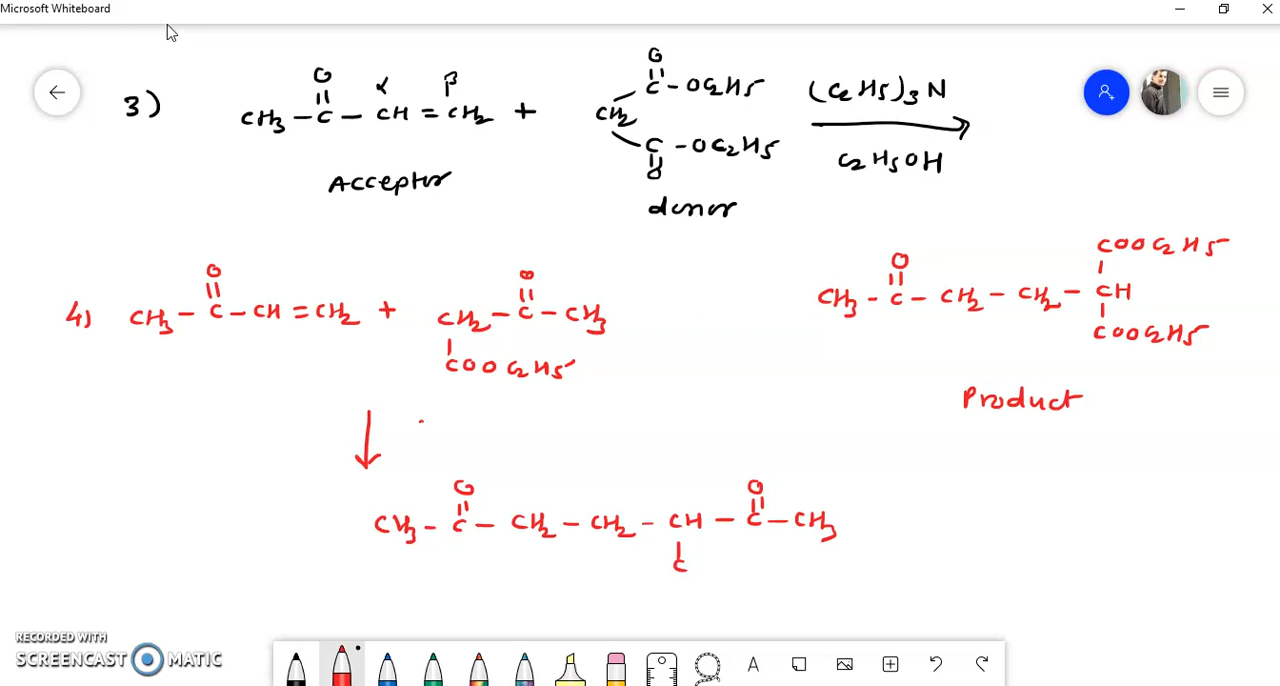 Microsoft Whiteboard
O O
α β C - OC2H5 (C2H5)3N
3) CH3 - C - CH = CH2 + CH2
C - OC2H5 C2H5OH
O
Acceptor donor
COOC2H5
O O O
4) CH3 - C - CH = CH2 + CH2 - C - CH3 CH3 - C - CH2 - CH2 - CH
COOC2H5 COOC2H5
Product
O O
CH3 - C - CH2 - CH2 - CH - C - CH3
C
RECORDED WITH
SCREENCAST MATIC
A